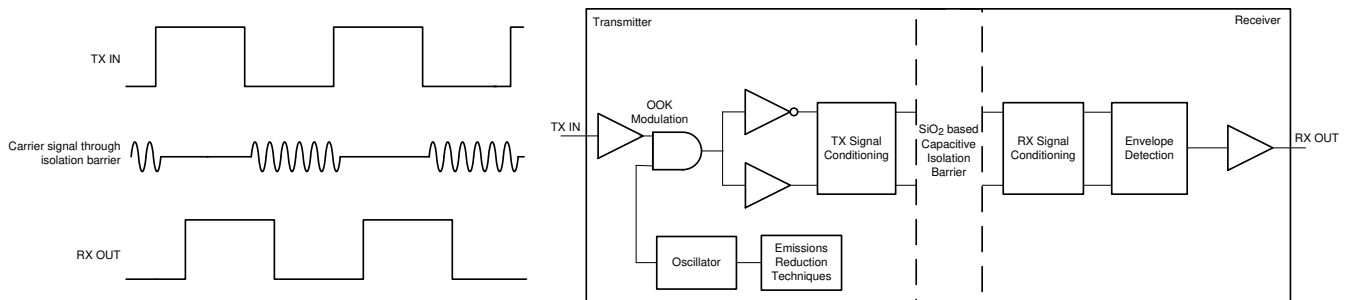 TX IN
Carrier signal through
isolation barrier
RX OUT
Transmitter
Receiver
TX IN
OOK
Modulation
TX Signal
Conditioning
SiO2 based
Capacitive
Isolation
Barrier
RX Signal
Conditioning
Envelope
Detection
RX OUT
Oscillator
Emissions
Reduction
Techniques